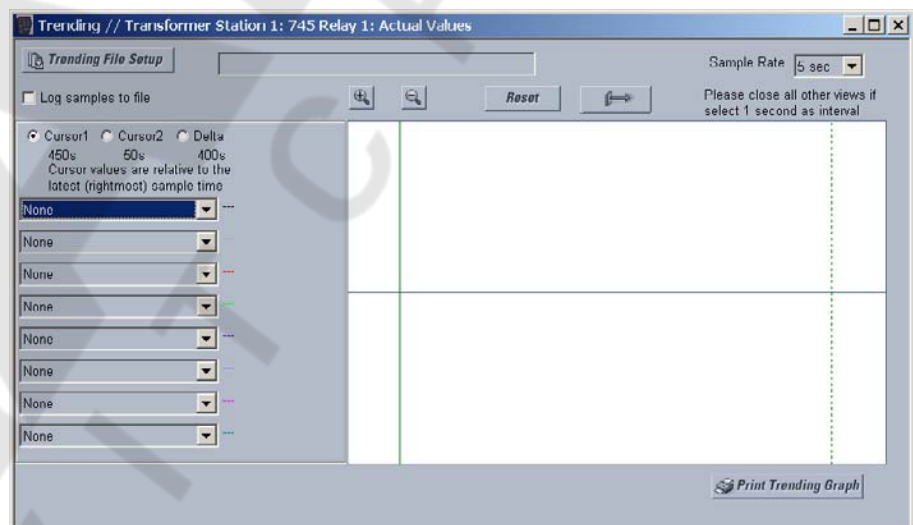 Trending // Transformer Station 1: 745 Relay 1: Actual Values
Trending File Setup
Sample Rate 5 sec
Log samples to file
Reset
Please close all other views if
select 1 second as interval
Cursor1 Cursor2 Delta
450s 50s 400s
Cursor values are relative to the
latest (rightmost) sample time
None
None
None
None
None
None
None
None
Print Trending Graph